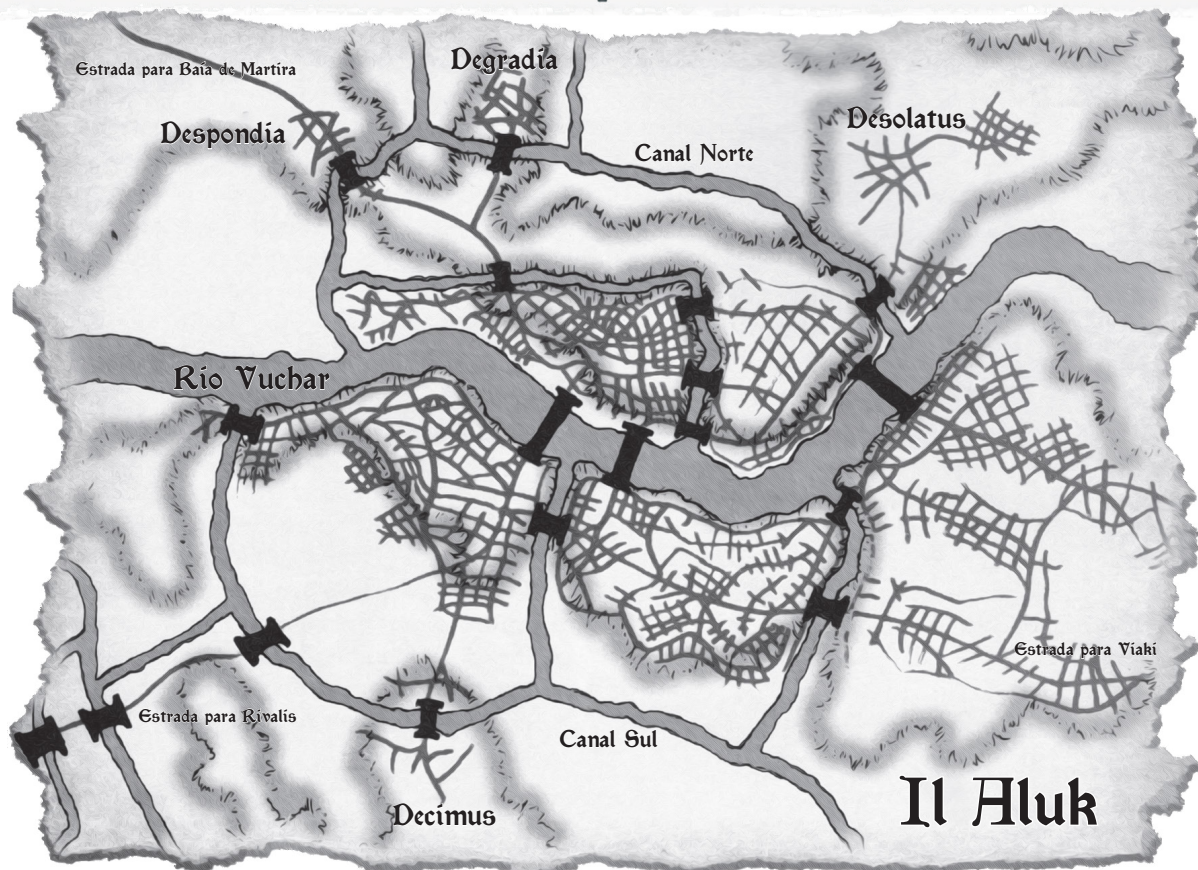 Degradia
Estrada para Baía de Martira
Desolatus
Despondia
Canal Norte
Rio Vuchar
Estrada para Viaki
Estrada para Rivalis
Canal Sul
Il Aluk
Decimus